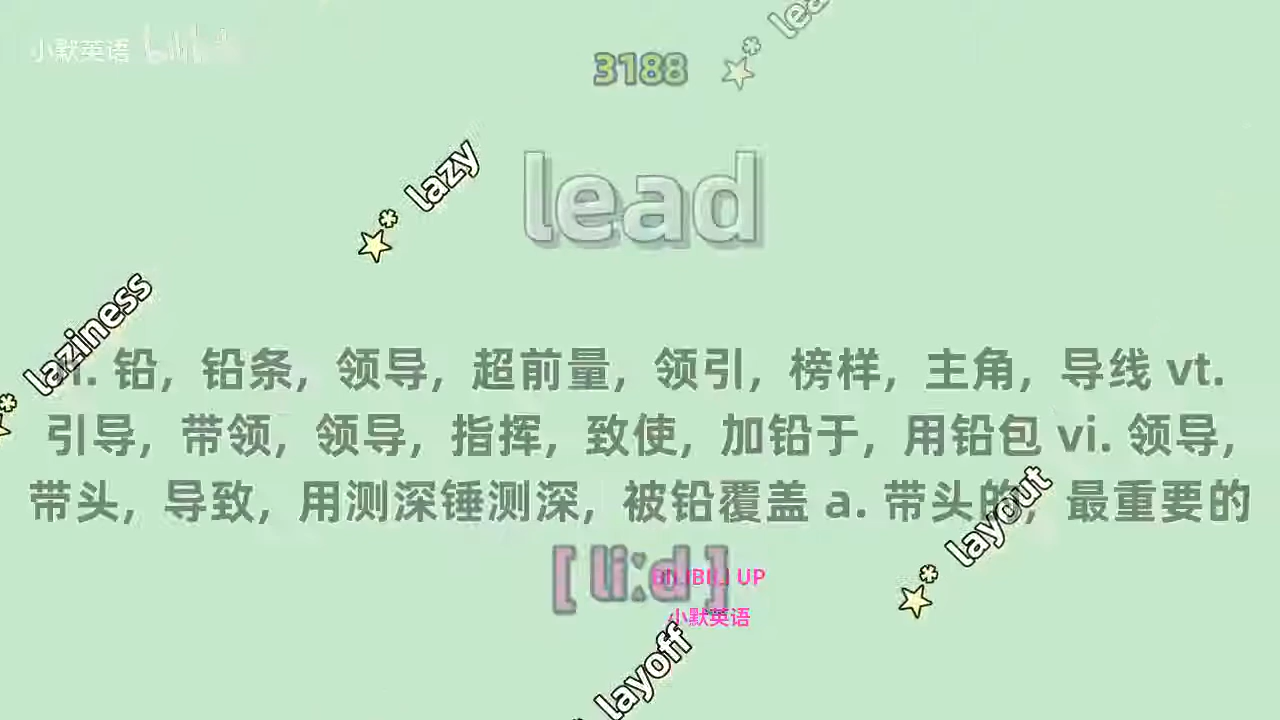 小默英语 bilibili
3188
lea
lead
lazy
laziness
n. 铅, 铅条, 领导, 超前量, 领引, 榜样, 主角, 导线 vt.
引导, 带领, 领导, 指挥, 致使, 加铅于, 用铅包 vi. 领导,
带头, 导致, 用测深锤测深, 被铅覆盖 a. 带头的, 最重要的
layout
[ li:d ]
BILIBILI UP
小默英语
layoff